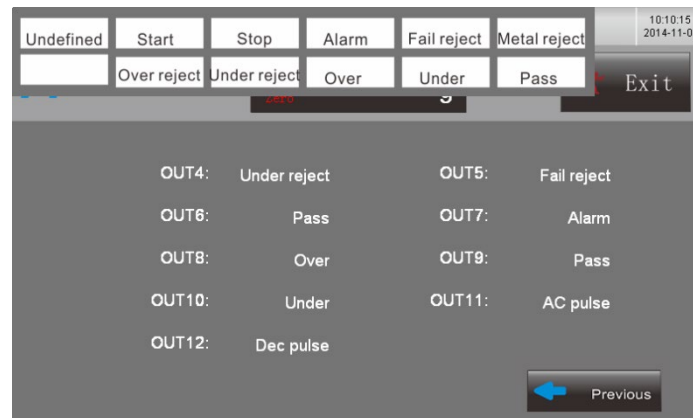 Undefined Start Stop Alarm Fail reject Metal reject
10:10:15
2014-11-0
Over reject Under reject Over Under Pass
Exit
Zero
OUT4: Under reject OUT5: Fail reject
OUT6: Pass OUT7: Alarm
OUT8: Over OUT9: Pass
OUT10: Under OUT11: AC pulse
OUT12: Dec pulse
Previous